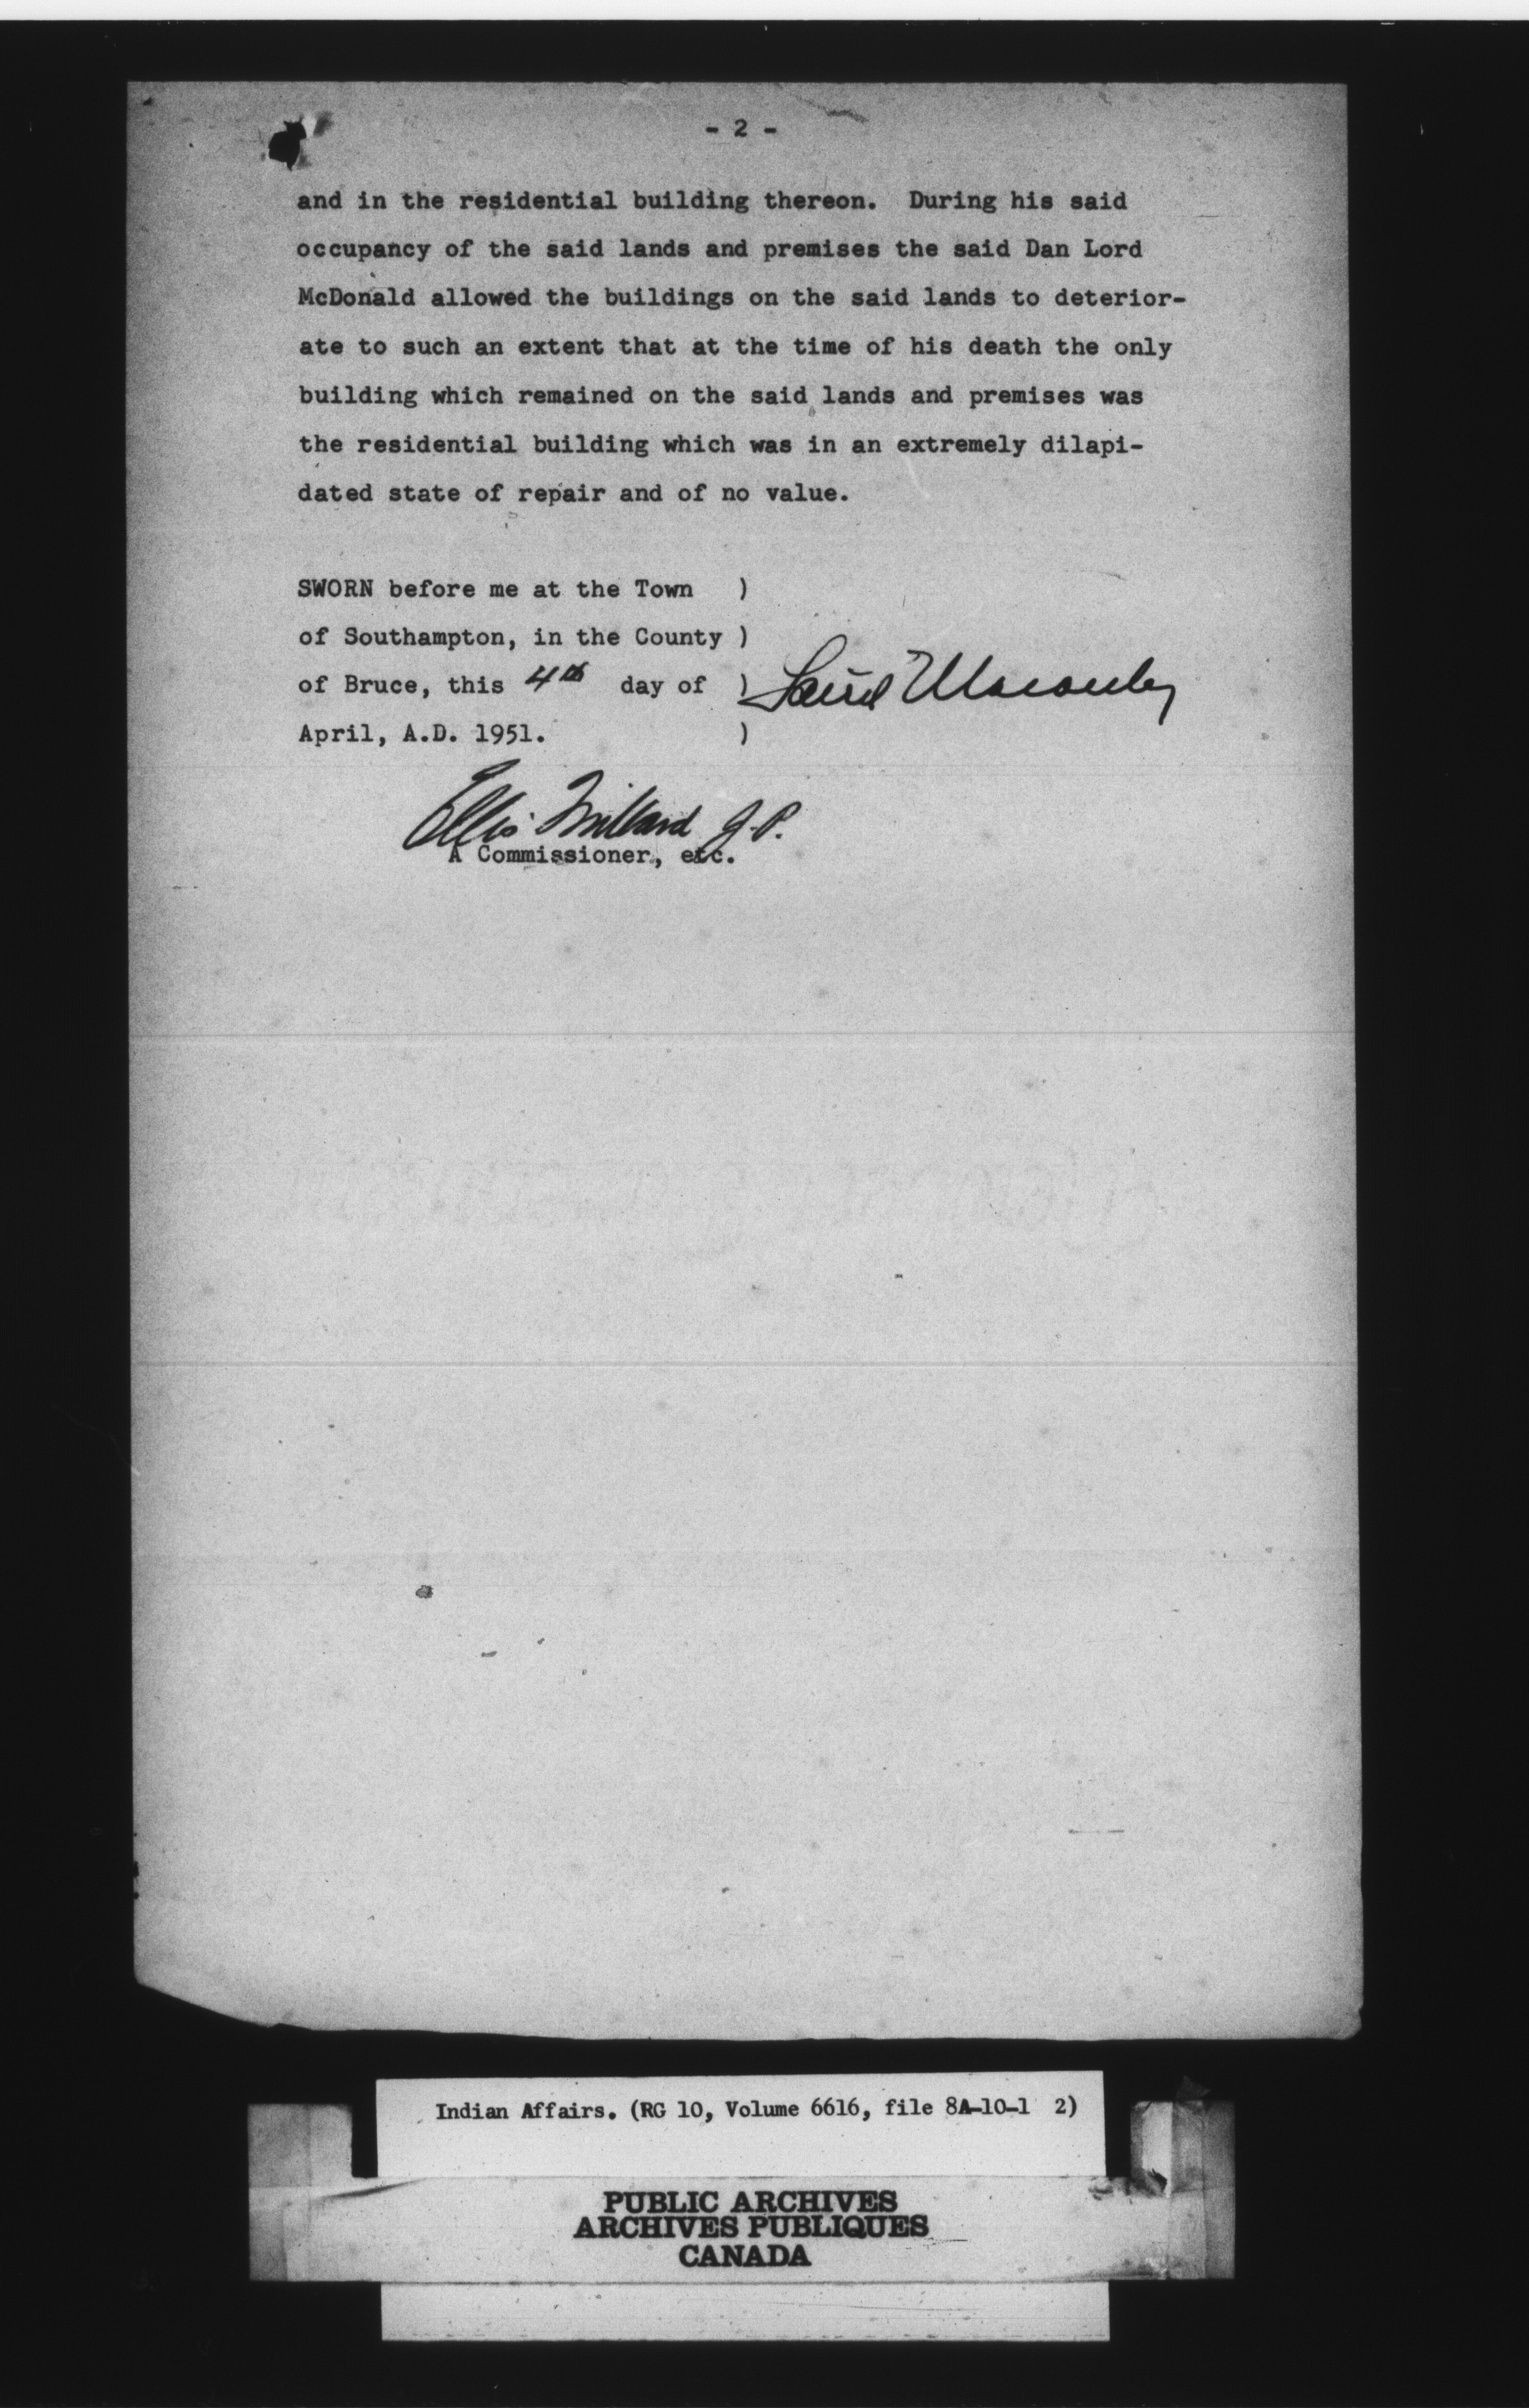 - 2 -
and in the residential building thereon. During his said
occupancy of the said lands and premises the said Dan Lord
McDonald allowed the buildings on the said lands to deterior-
ate to such an extent that at the time of his death the only
building which remained on the said lands and premises was
the residential building which was in an extremely dilapi-
dated state of repair and of no value.
SWORN before me at the Town )
of Southampton, in the County )
of Bruce, this 4th day of )
April, A.D. 1951. )
Ellis Millard J.P.
A Commissioner, etc.
Indian Affairs. (RG 10, Volume 6616, file 8A-10-1 2)
PUBLIC ARCHIVES
ARCHIVES PUBLIQUES
CANADA